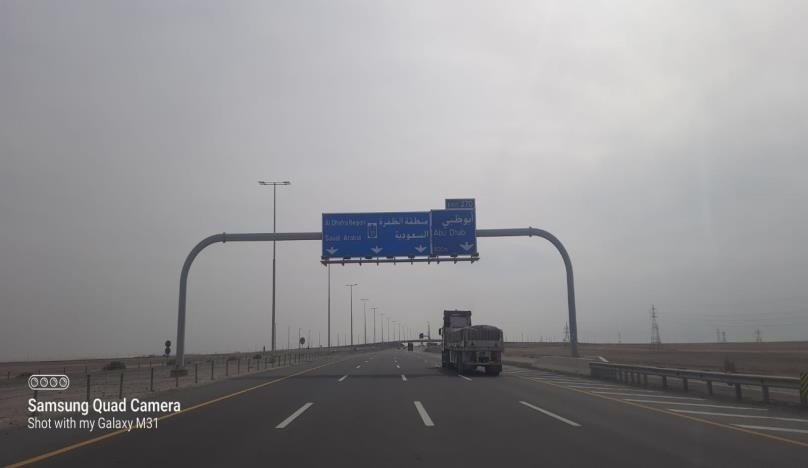 EXIT 270
Al Dhafra Region
منطقة الظفرة
Saudi Arabia
السعودية
أبوظبي
Abu Dhabi
Samsung Quad Camera
Shot with my Galaxy M31